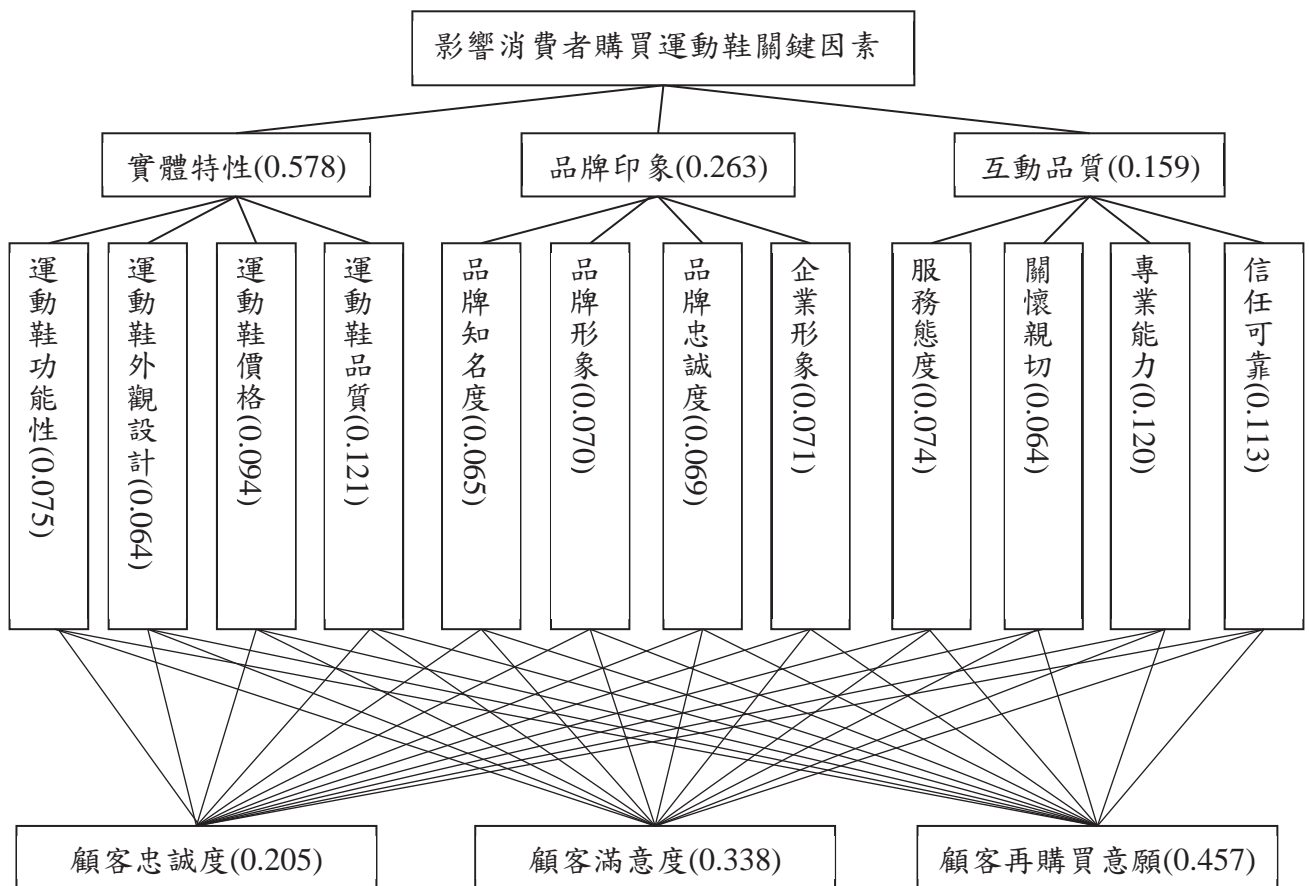 影響消費者購買運動鞋關鍵因素
實體特性(0.578)
品牌印象(0.263)
互動品質(0.159)
運動鞋功能性(0.075)
運動鞋外觀設計(0.064)
運動鞋價格(0.094)
運動鞋品質(0.121)
品牌知名度(0.065)
品牌形象(0.070)
品牌忠誠度(0.069)
企業形象(0.071)
服務態度(0.074)
關懷親切(0.064)
專業能力(0.120)
信任可靠(0.113)
顧客忠誠度(0.205)
顧客滿意度(0.338)
顧客再購買意願(0.457)